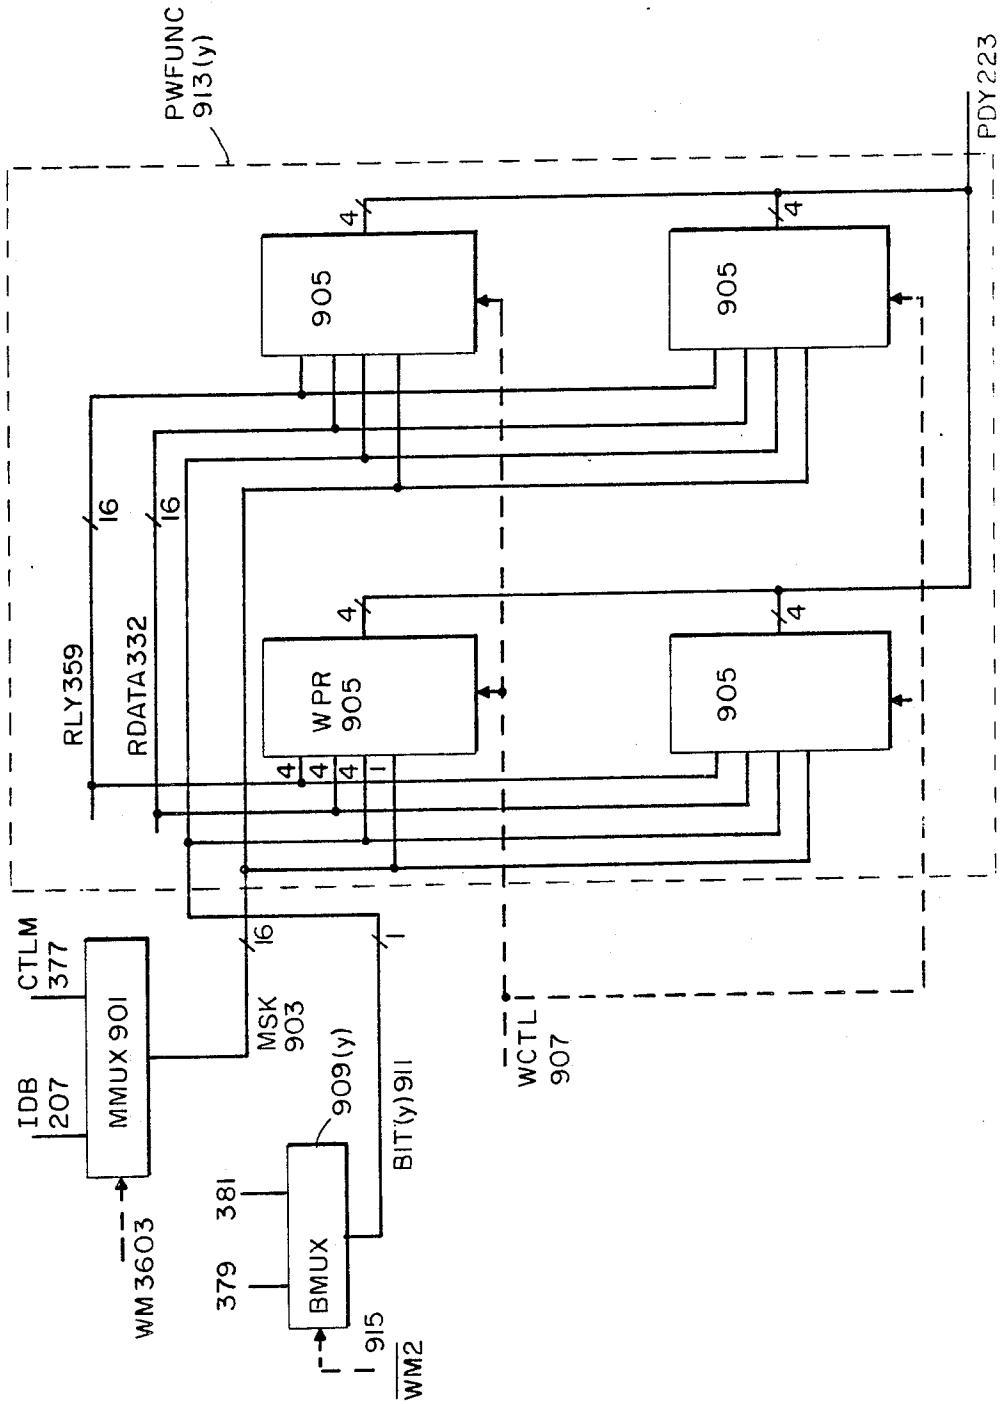 PWFUNC
913(y)
PDY223
4
4
905
905
16
16
RLY359
RDATA332
4
4
WPR
905
905
4
4
4
1
CTLM
377
IDB
207
MMUX 901
16
MSK
903
1
WCTL
907
WM3603
909(y)
BIT(y)911
381
379
BMUX
915
WM2